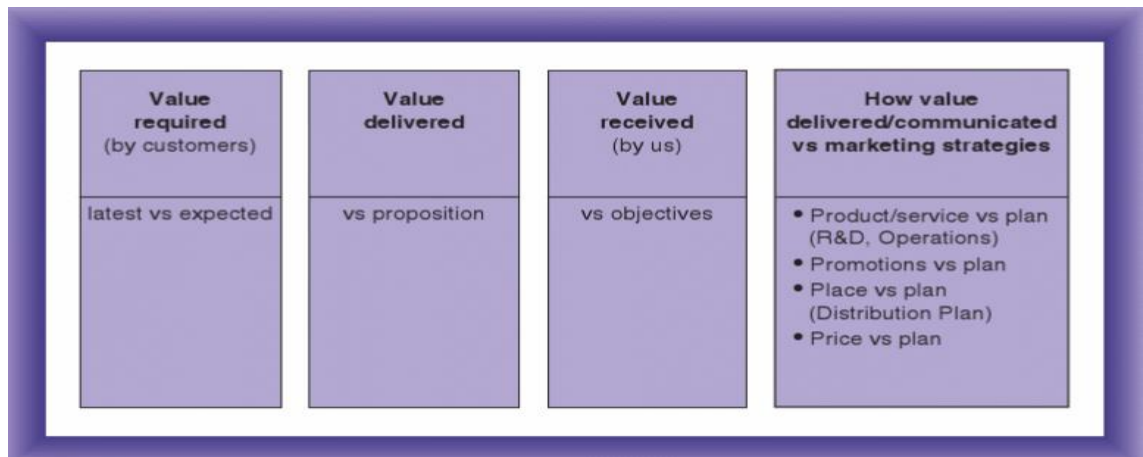 Value
required
(by customers)
latest vs expected
Value
delivered
vs proposition
Value
received
(by us)
vs objectives
How value
delivered/communicated
vs marketing strategies
• Product/service vs plan
(R&D, Operations)
• Promotions vs plan
• Place vs plan
(Distribution Plan)
• Price vs plan